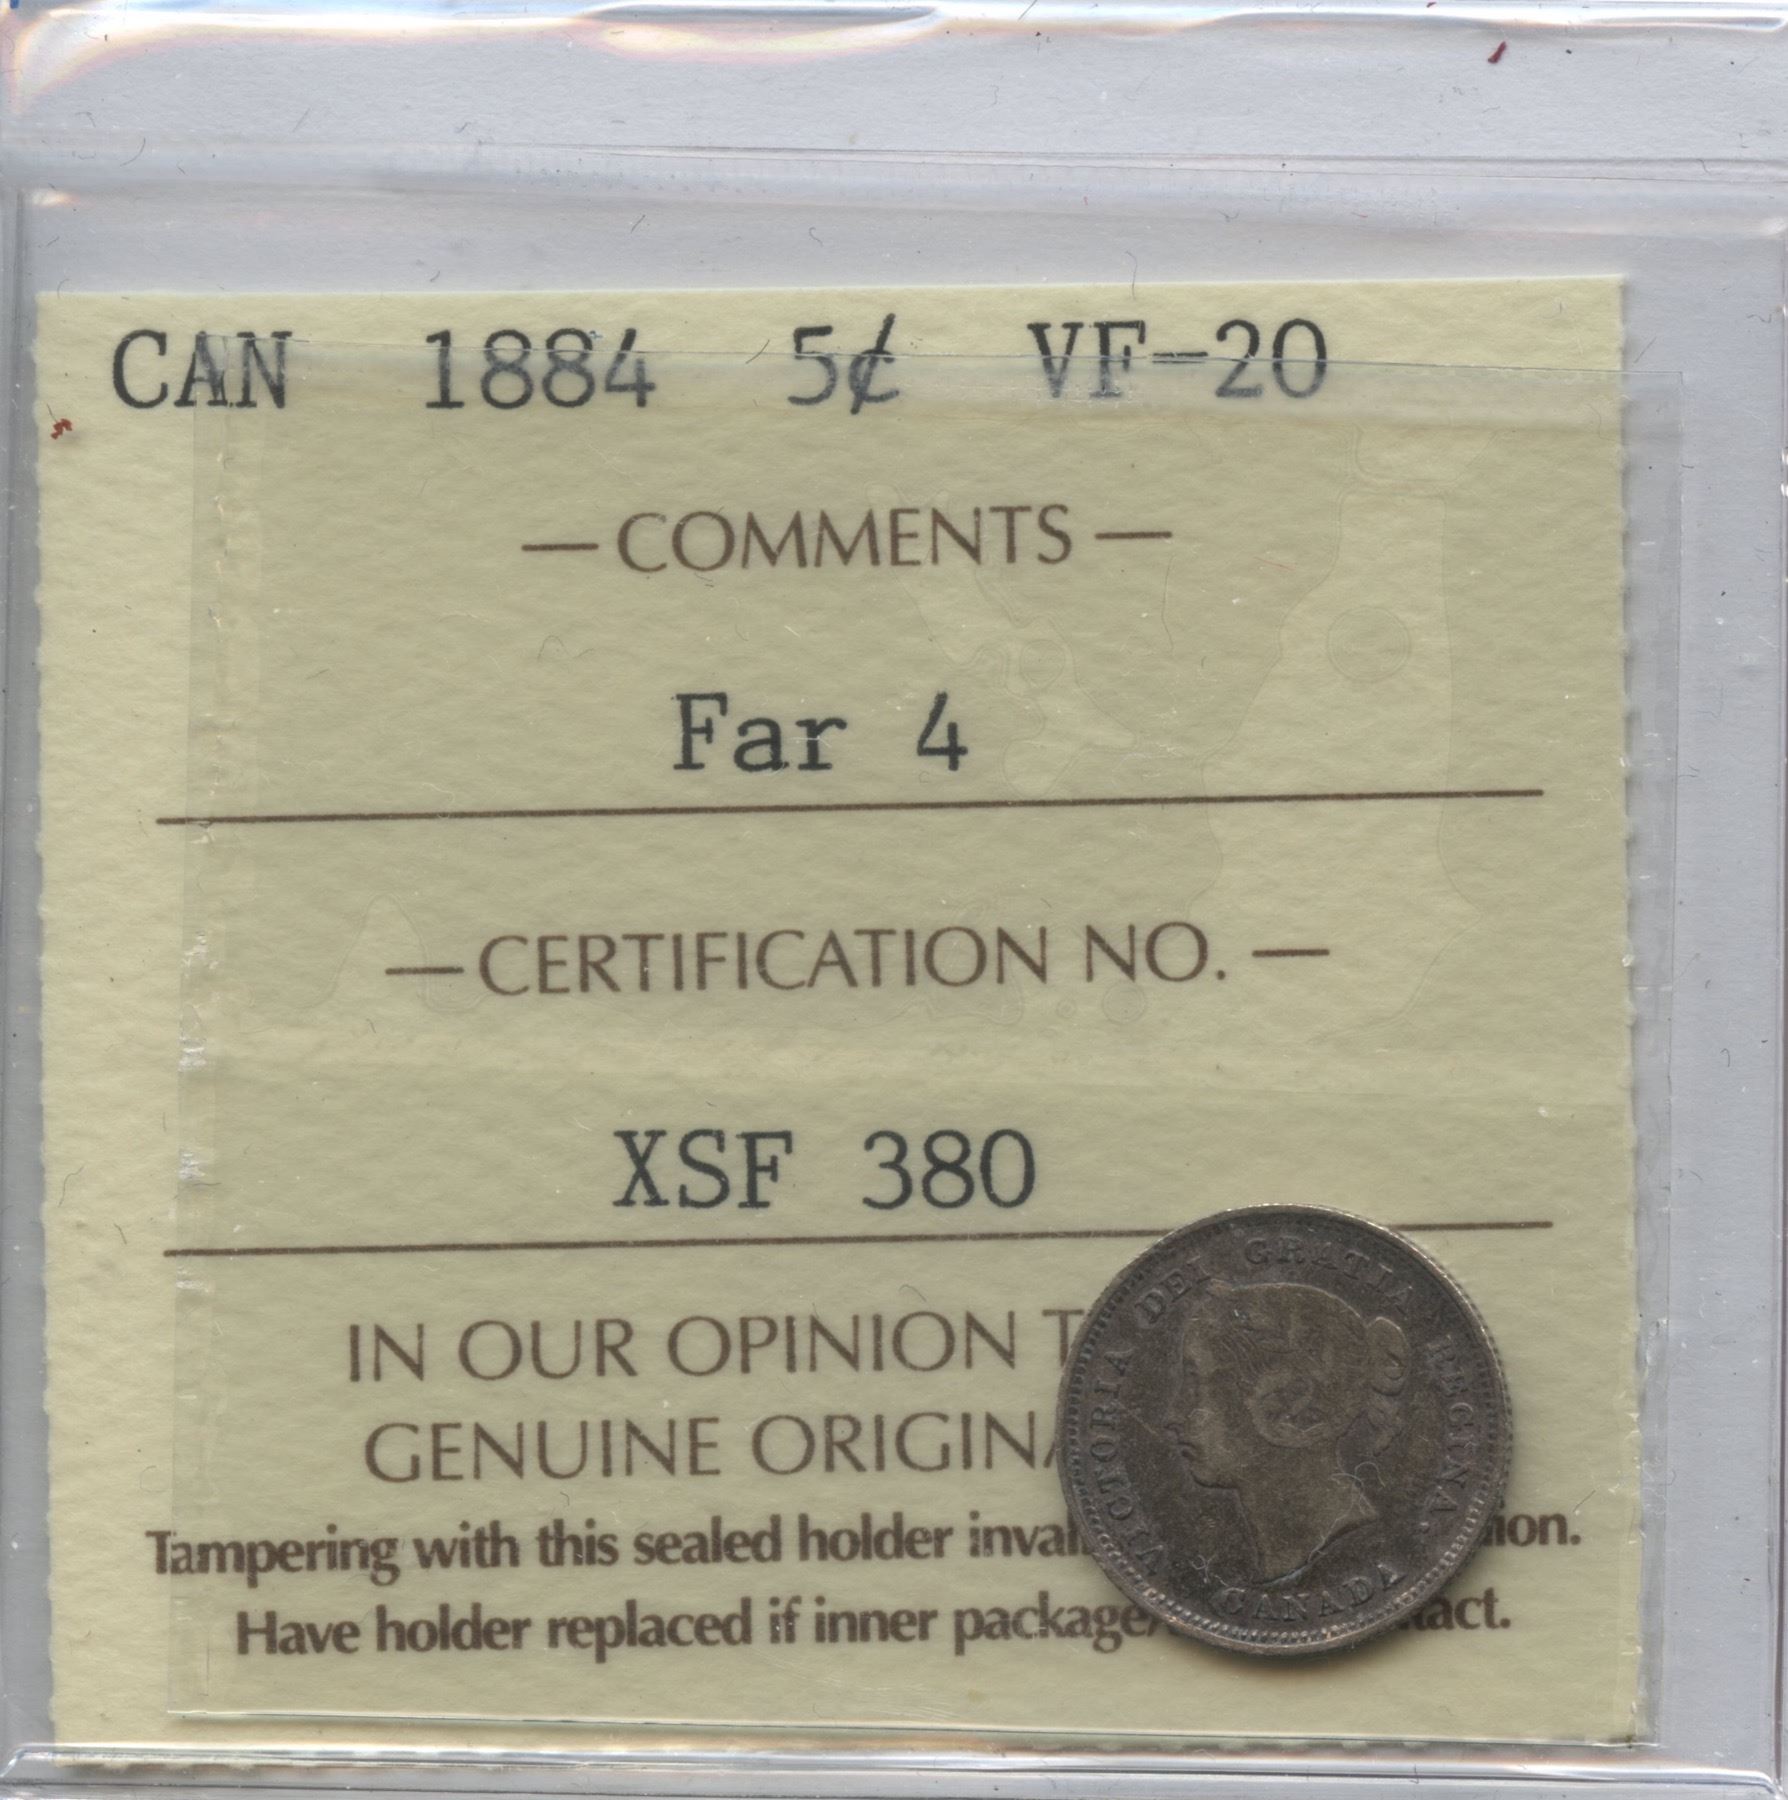 CAN 1884 5¢ VF-20
— COMMENTS —
Far 4
— CERTIFICATION NO. —
XSF 380
IN OUR OPINION T
GENUINE ORIGINA
Tampering with this sealed holder inval ion.
Have holder replaced if inner package/ tact.
VICTORIA DEI GRATIA REGINA.
CANADA